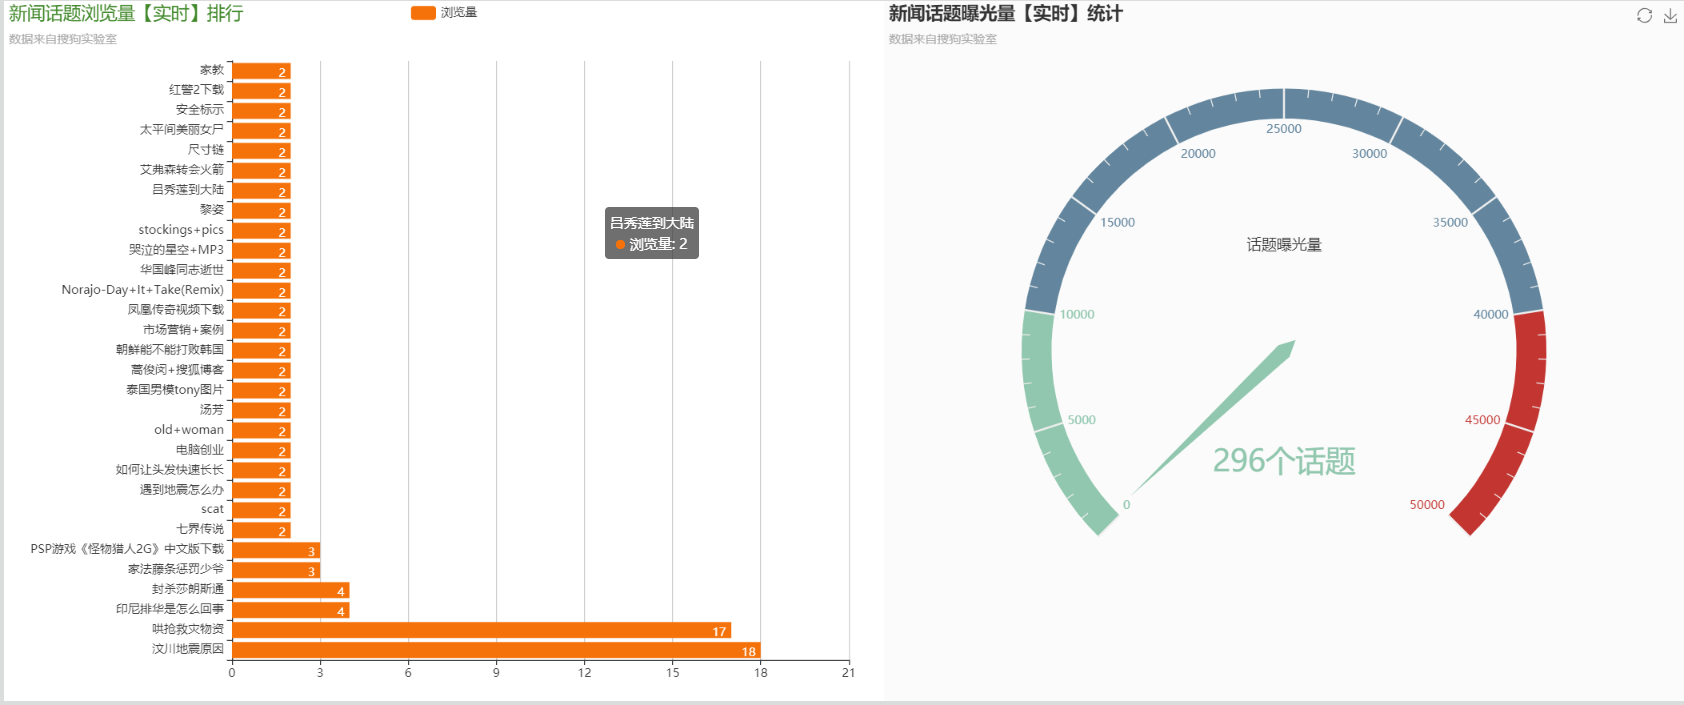 新闻话题浏览量【实时】排行
浏览量
数据来自搜狗实验室
家教 2
红警2下载 2
安全标示 2
太平间美丽女尸 2
尺寸链 2
艾弗森转会火箭 2
吕秀莲到大陆 2
黎姿 2
stockings+pics 2
哭泣的星空+MP3 2
华国峰同志逝世 2
Norajo-Day+It+Take(Remix) 2
凤凰传奇视频下载 2
市场营销+案例 2
朝鲜能不能打败韩国 2
蒿俊闵+搜狐博客 2
泰国男模tony图片 2
汤芳 2
old+woman 2
电脑创业 2
如何让头发快速长长 2
遇到地震怎么办 2
scat 2
七界传说 2
PSP游戏《怪物猎人2G》中文版下载 3
家法藤条惩罚少爷 3
封杀莎朗斯通 4
印尼排华是怎么回事 4
哄抢救灾物资 17
汶川地震原因 18
0 3 6 9 12 15 18 21
吕秀莲到大陆
浏览量: 2
新闻话题曝光量【实时】统计
数据来自搜狗实验室
25000
20000 30000
15000 35000
话题曝光量
10000 40000
5000 45000
296个话题
0 50000